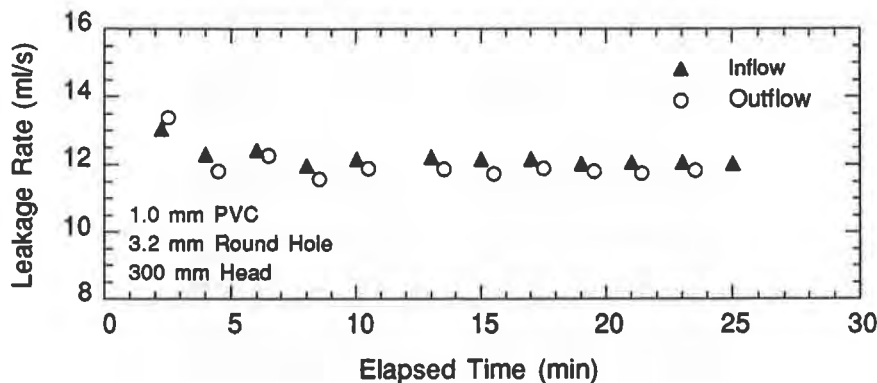 16
14
12
10
8
Leakage Rate (ml/s)
Inflow
Outflow
1.0 mm PVC
3.2 mm Round Hole
300 mm Head
0 5 10 15 20 25 30
Elapsed Time (min)